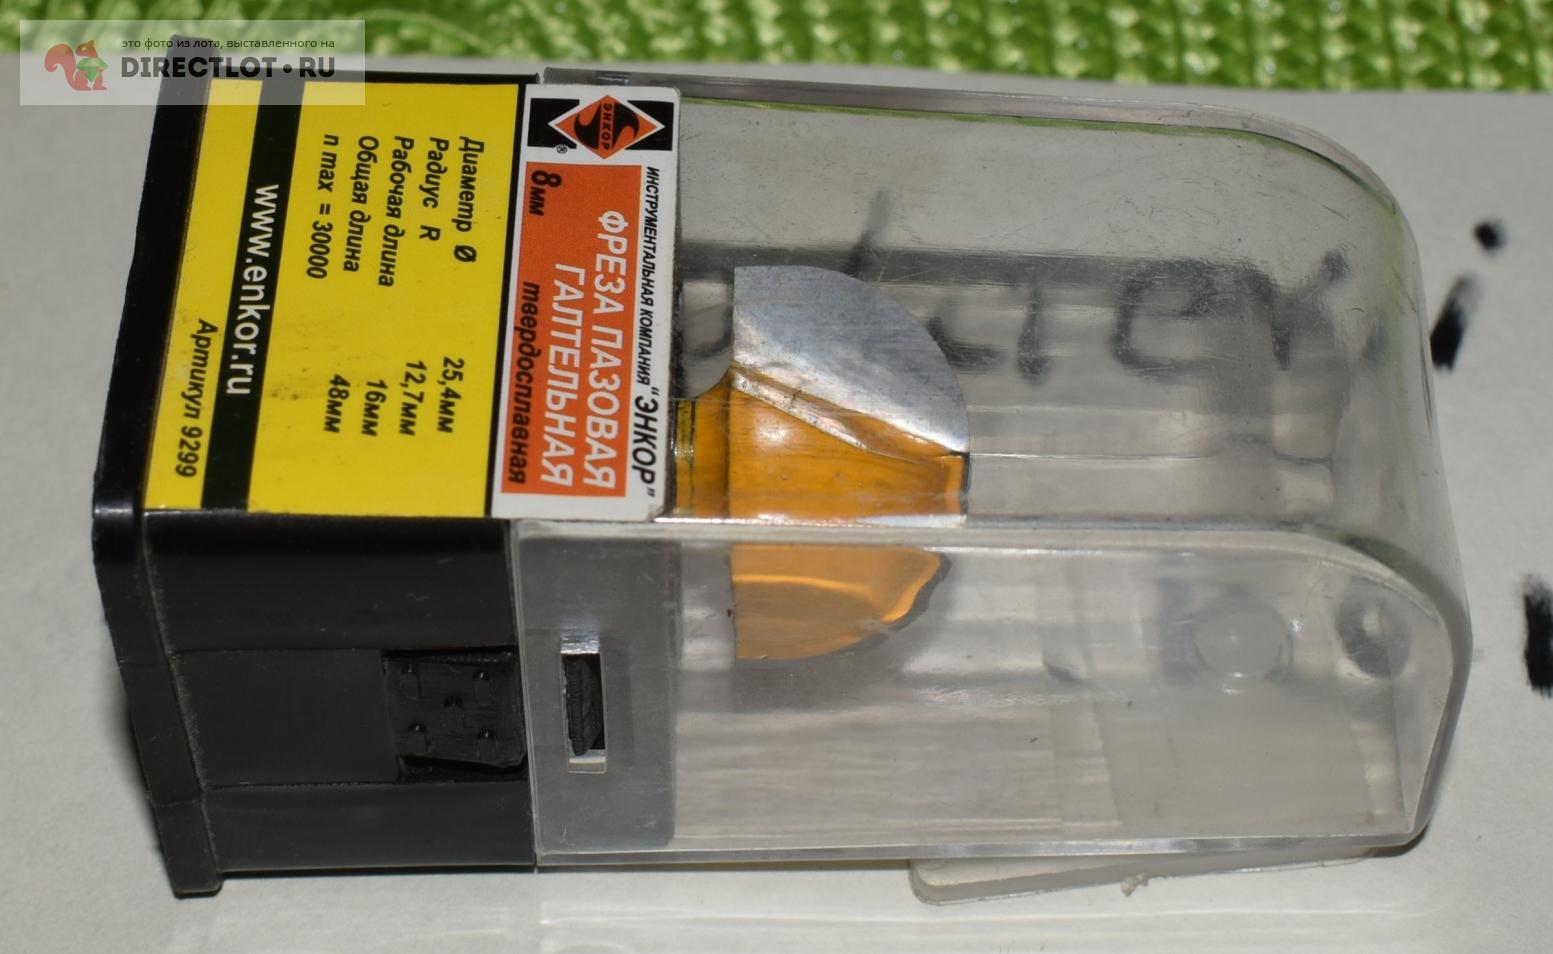 это фото из лота, выставленного на
DIRECTLOT.RU
ЭНКОР
®
ИНСТРУМЕНТАЛЬНАЯ КОМПАНИЯ "ЭНКОР"
ФРЕЗА ПАЗОВАЯ
ГАЛТЕЛЬНАЯ
8мм твердосплавная
Диаметр Ø 25,4мм
Радиус R 12,7мм
Рабочая длина 16мм
Общая длина 48мм
n max = 30000
www.enkor.ru
Артикул 9299